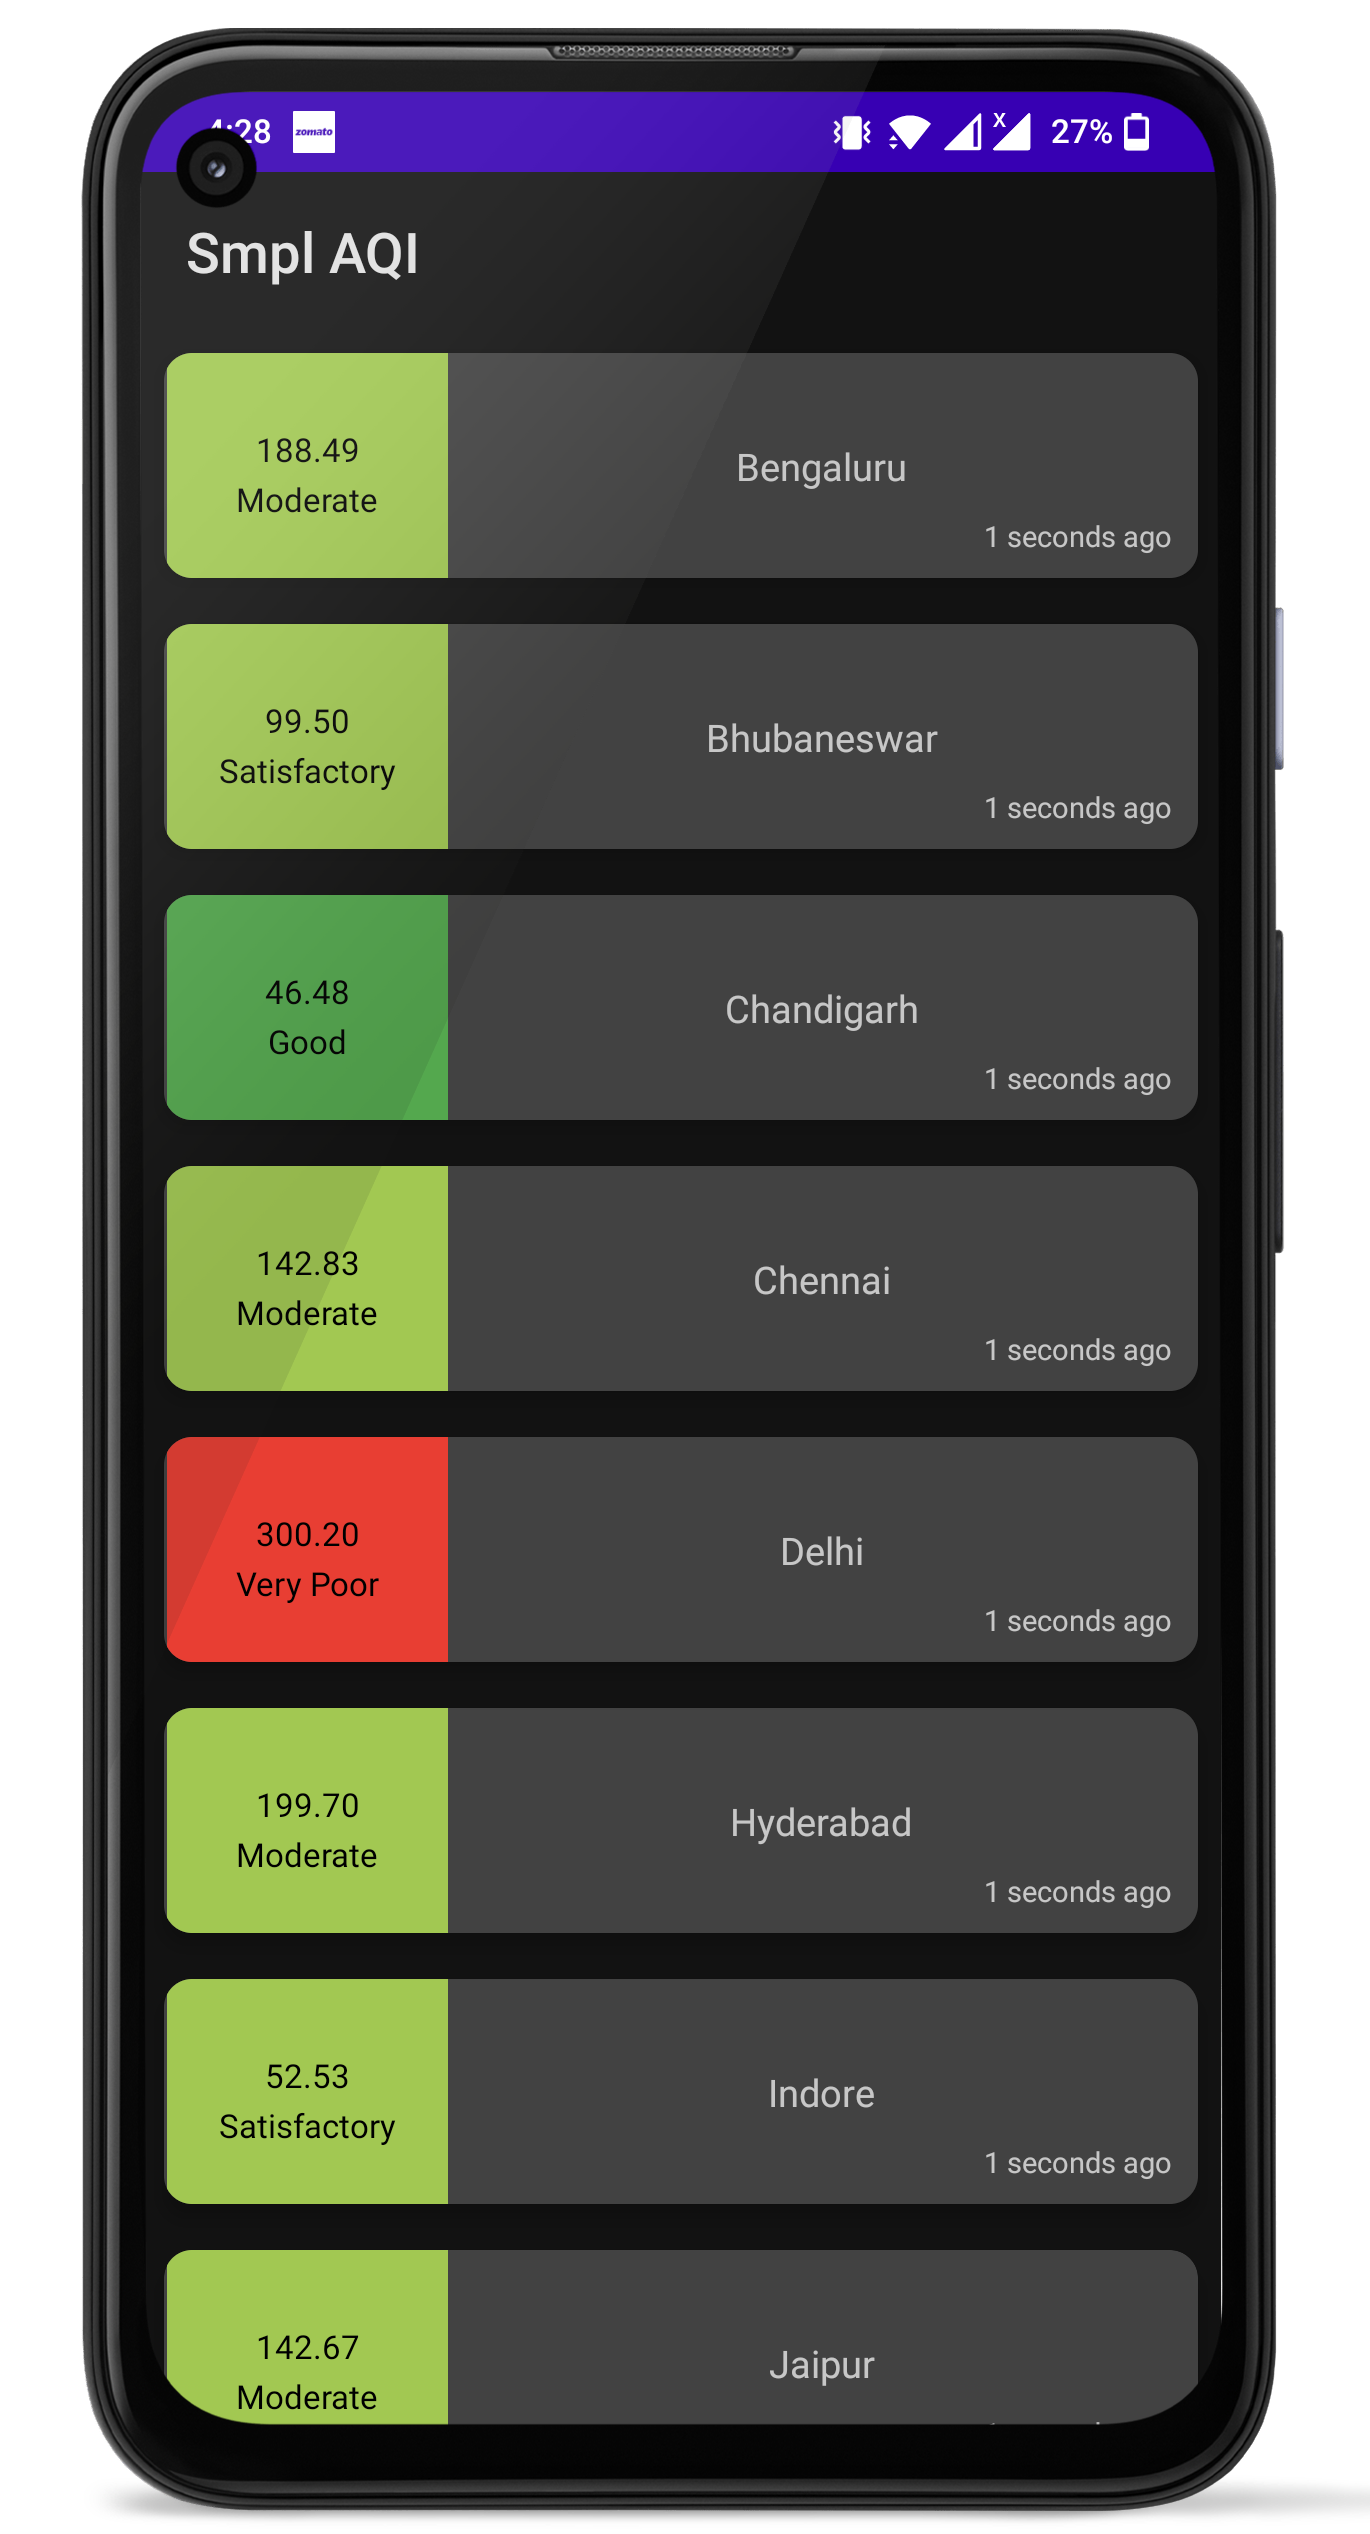 4:28 zomato X 27%
Smpl AQI
188.49
Moderate
Bengaluru
1 seconds ago
99.50
Satisfactory
Bhubaneswar
1 seconds ago
46.48
Good
Chandigarh
1 seconds ago
142.83
Moderate
Chennai
1 seconds ago
300.20
Very Poor
Delhi
1 seconds ago
199.70
Moderate
Hyderabad
1 seconds ago
52.53
Satisfactory
Indore
1 seconds ago
142.67
Moderate
Jaipur